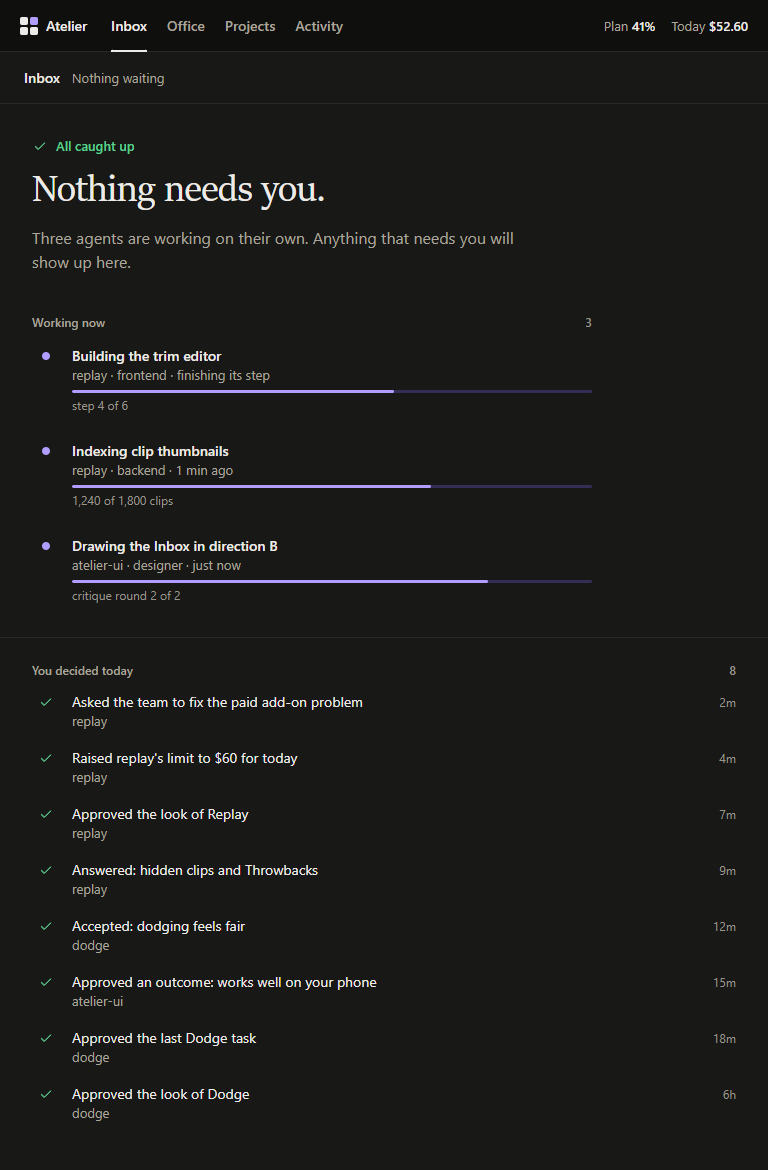 Atelier Inbox Office Projects Activity Plan 41% Today $52.60
Inbox Nothing waiting
All caught up
Nothing needs you.
Three agents are working on their own. Anything that needs you will
show up here.
Working now 3
Building the trim editor
replay · frontend · finishing its step
step 4 of 6
Indexing clip thumbnails
replay · backend · 1 min ago
1,240 of 1,800 clips
Drawing the Inbox in direction B
atelier-ui · designer · just now
critique round 2 of 2
You decided today 8
Asked the team to fix the paid add-on problem 2m
replay
Raised replay's limit to $60 for today 4m
replay
Approved the look of Replay 7m
replay
Answered: hidden clips and Throwbacks 9m
replay
Accepted: dodging feels fair 12m
dodge
Approved an outcome: works well on your phone 15m
atelier-ui
Approved the last Dodge task 18m
dodge
Approved the look of Dodge 6h
dodge